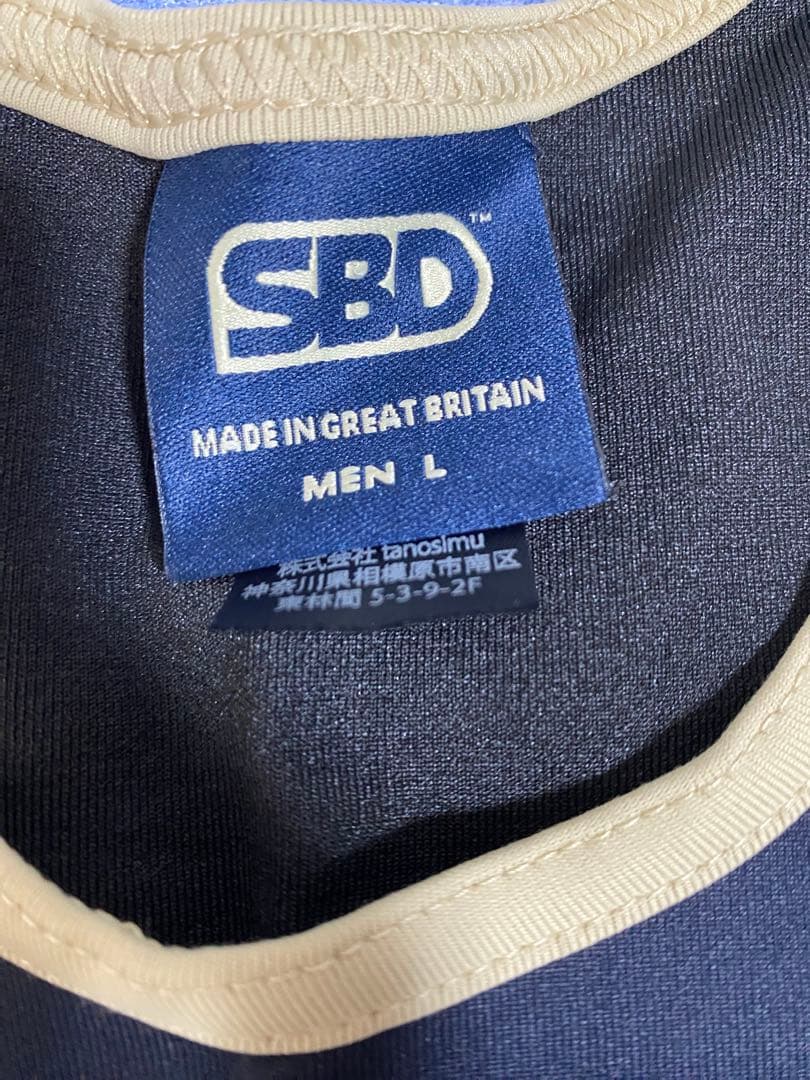 SBD™
MADE IN GREAT BRITAIN
MEN L
株式会社 tanosimu
神奈川県相模原市南区
東林間 5-3-9-2F